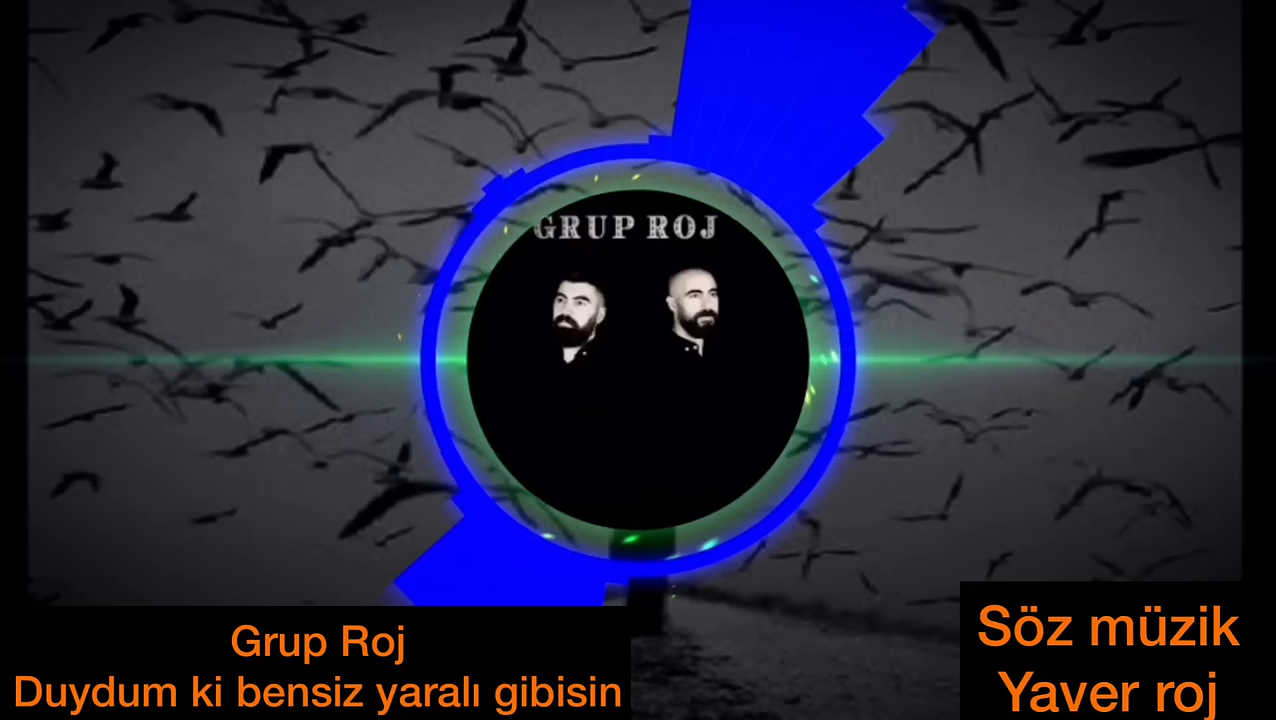 GRUP ROJ
Grup Roj
Duydum ki bensiz yaralı gibisin
Söz müzik
Yaver roj